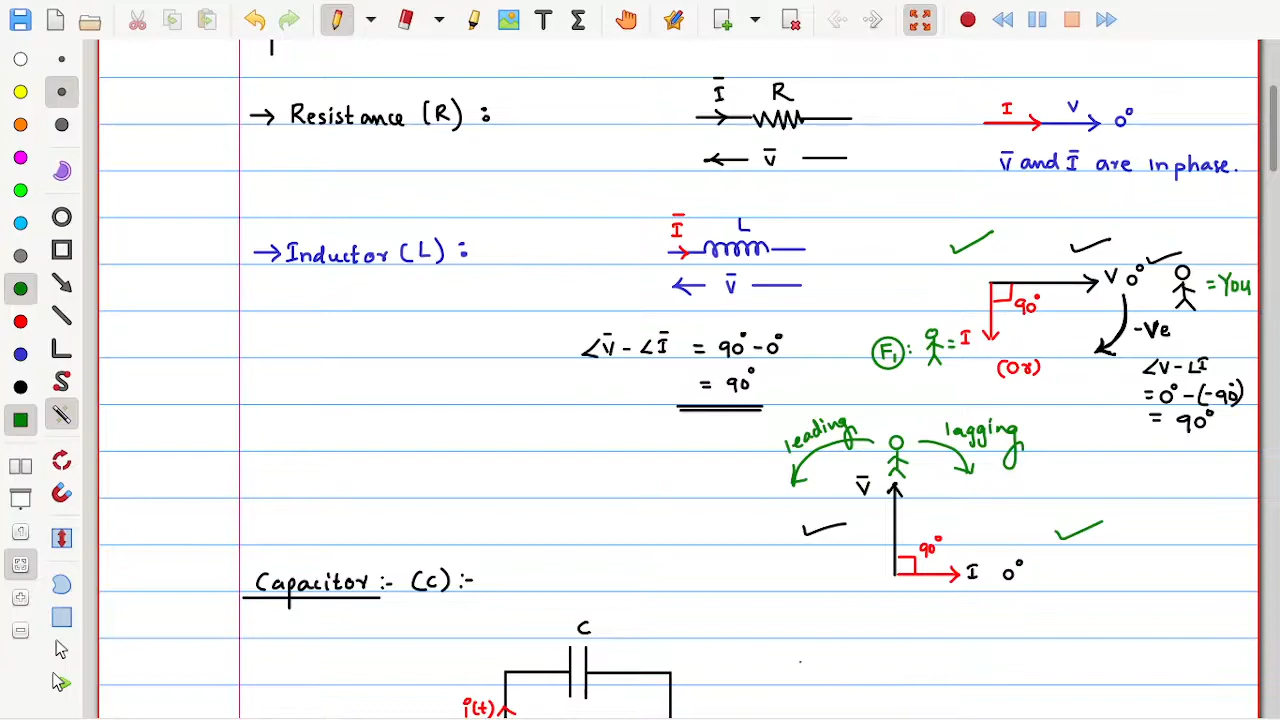 I̅ R
→ Resistance (R) :
V̅
I V 0°
V̅ and I̅ are in phase.
→ Inductor (L) :
I̅ L
V̅
V 0°
= You
90°
-Ve
F₁ : = I
(Or)
∠V̅ - ∠I̅ = 90° - 0°
= 90°
∠V - ∠I
= 0° - (-90°)
= 90°
leading lagging
V̅
90°
I 0°
Capacitor :- (C) :-
C
i(t)